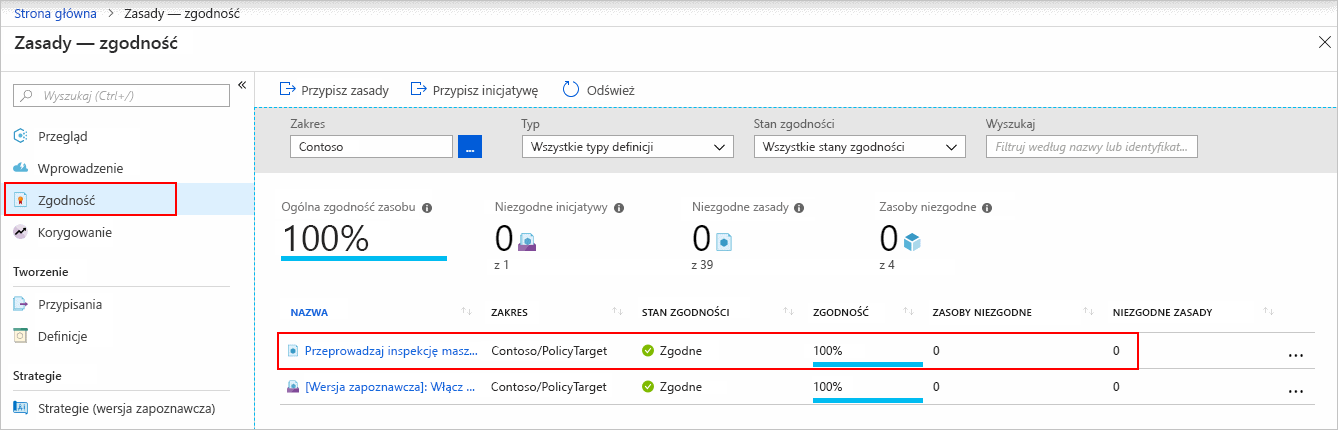 Strona główna > Zasady — zgodność
Zasady — zgodność
Wyszukaj (Ctrl+/)
«
Przegląd
Wprowadzenie
Zgodność
Korygowanie
Tworzenie
Przypisania
Definicje
Strategie
Strategie (wersja zapoznawcza)
Przypisz zasady Przypisz inicjatywę Odśwież
Zakres Typ Stan zgodności Wyszukaj
Contoso ... Wszystkie typy definicji Wszystkie stany zgodności Filtruj według nazwy lub identyfikat...
Ogólna zgodność zasobu Niezgodne inicjatywy Niezgodne zasady Zasoby niezgodne
100% 0 0 0
z 1 z 39 z 4
NAZWA ZAKRES STAN ZGODNOŚCI ZGODNOŚĆ ZASOBY NIEZGODNE NIEZGODNE ZASADY
Przeprowadzaj inspekcję masz... Contoso/PolicyTarget Zgodne 100% 0 0 ...
[Wersja zapoznawcza]: Włącz ... Contoso/PolicyTarget Zgodne 100% 0 0 ...